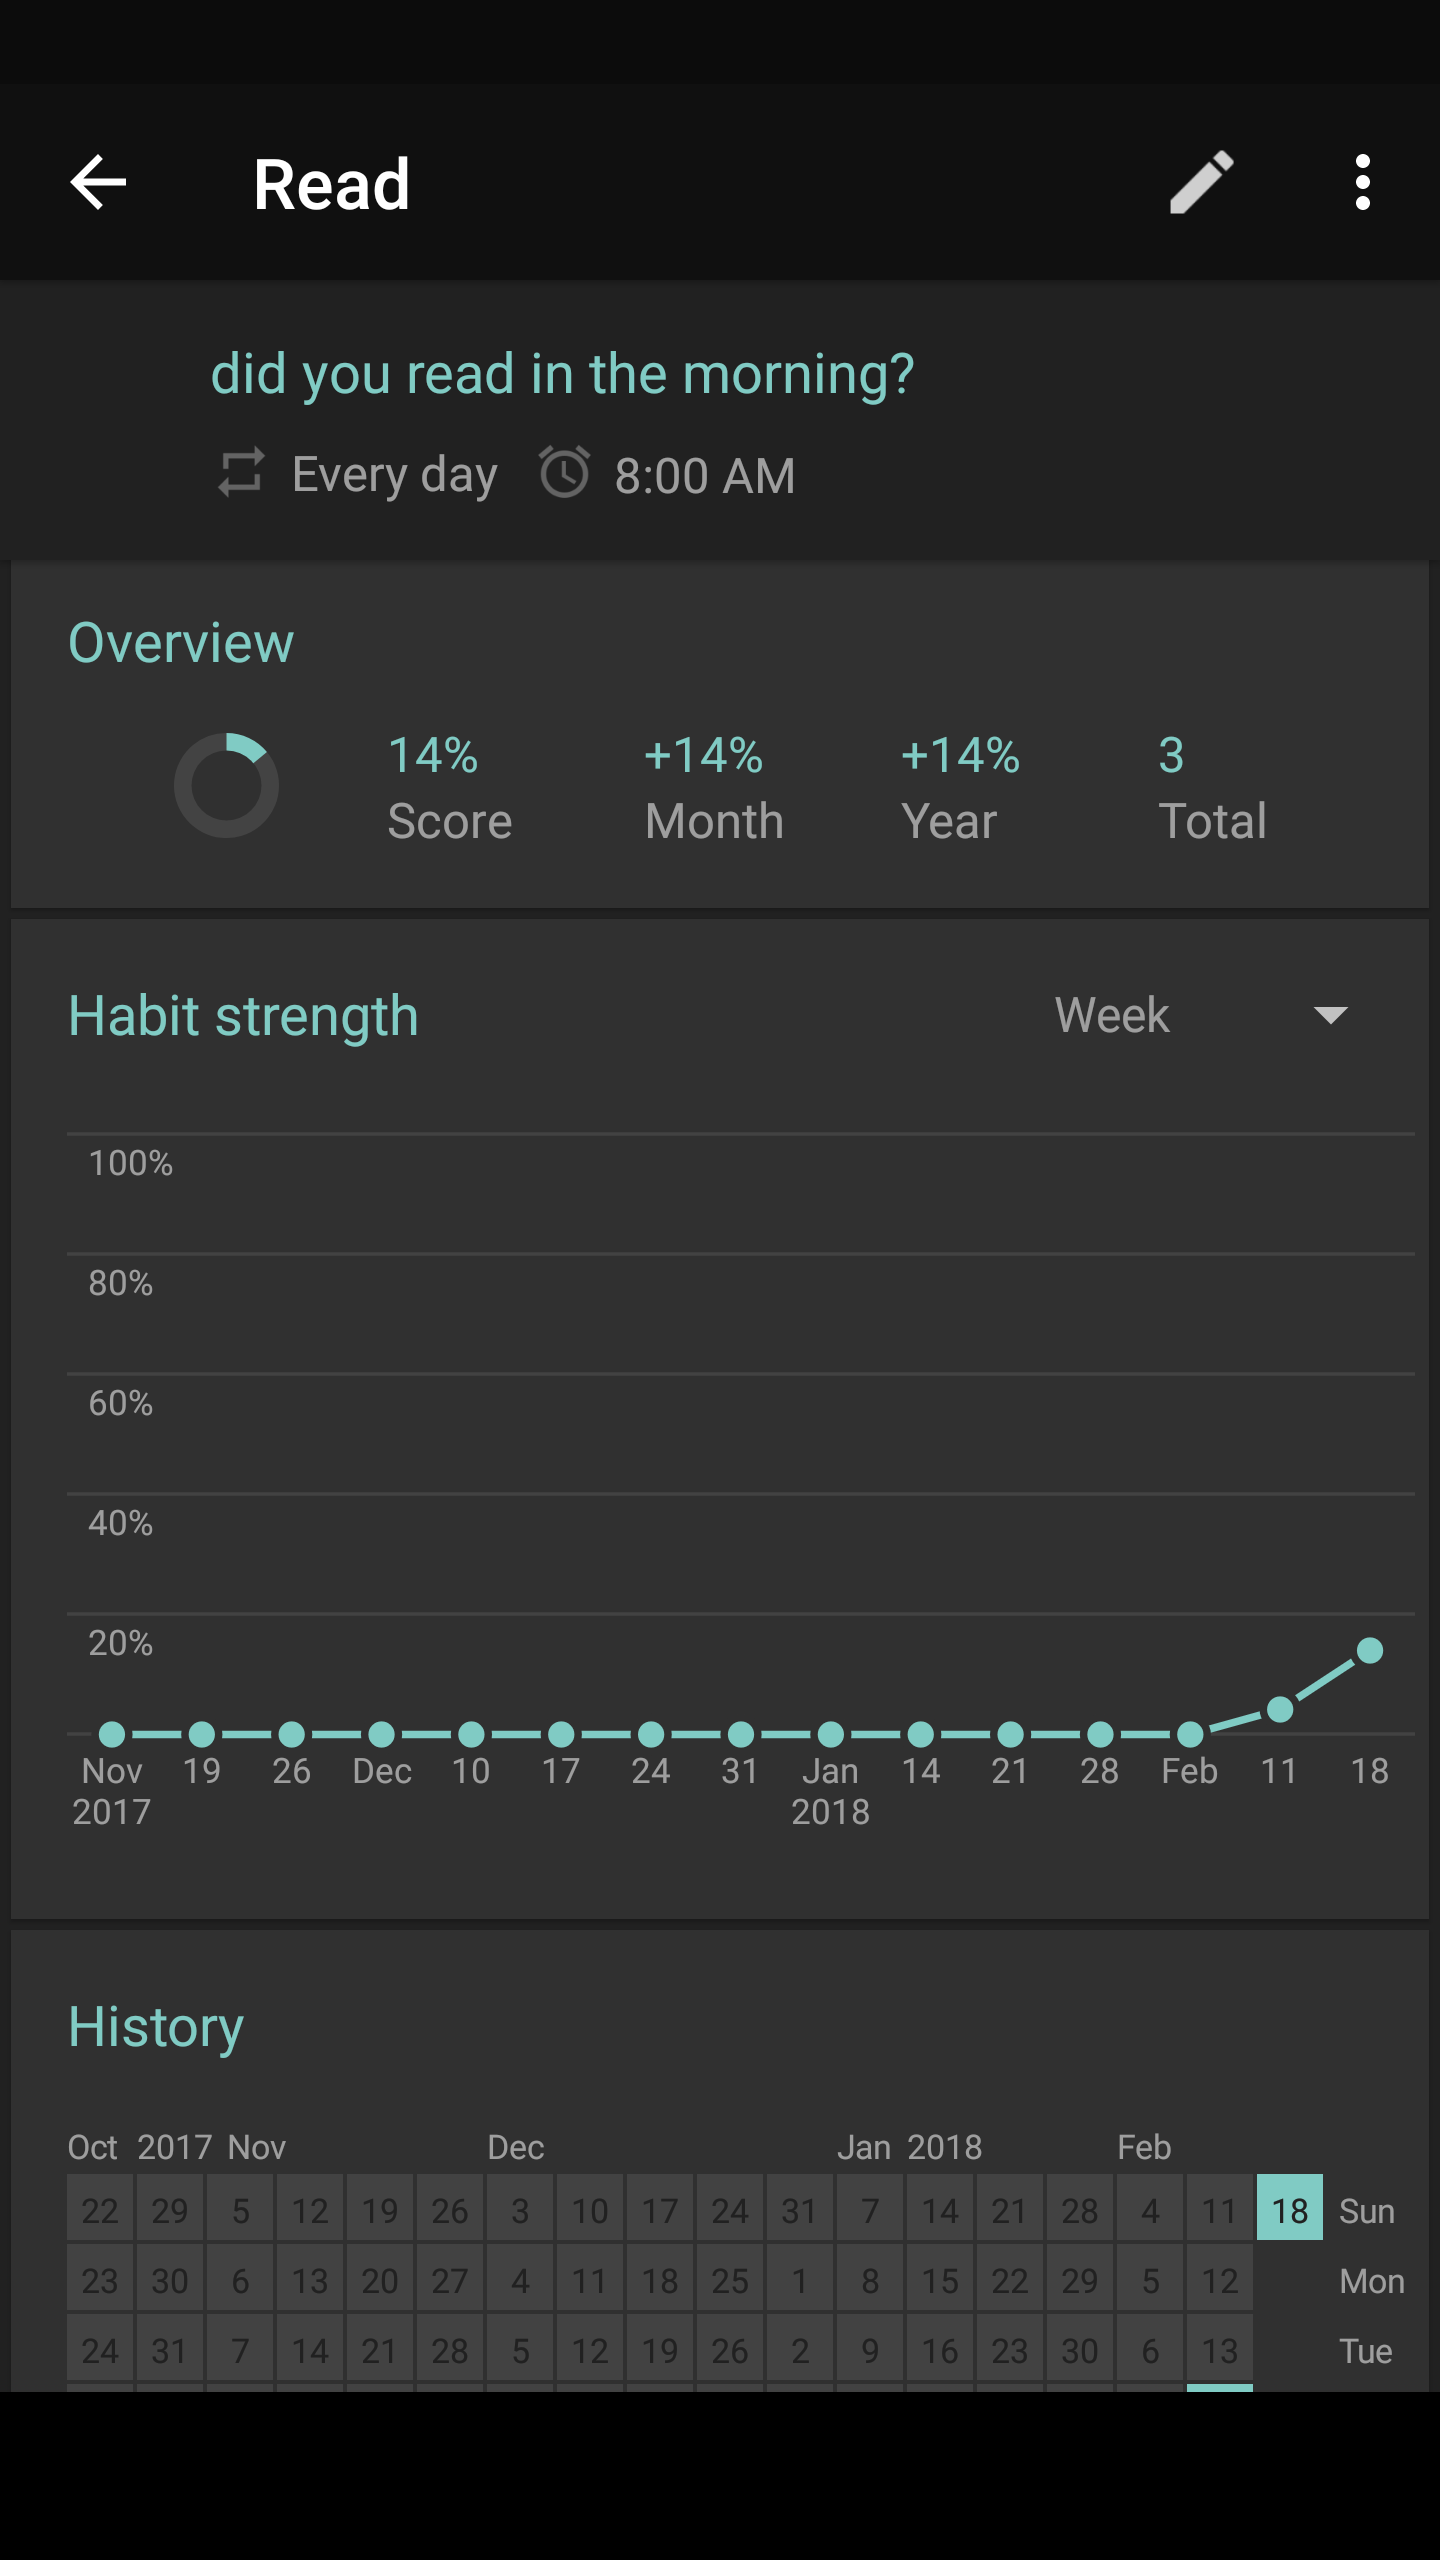 Read
did you read in the morning?
Every day 8:00 AM
Overview
14% +14% +14% 3
Score Month Year Total
Habit strength Week
100%
80%
60%
40%
20%
Nov 19 26 Dec 10 17 24 31 Jan 14 21 28 Feb 11 18
2017 2018
History
Oct 2017 Nov Dec Jan 2018 Feb
22 29 5 12 19 26 3 10 17 24 31 7 14 21 28 4 11 18 Sun
23 30 6 13 20 27 4 11 18 25 1 8 15 22 29 5 12 Mon
24 31 7 14 21 28 5 12 19 26 2 9 16 23 30 6 13 Tue